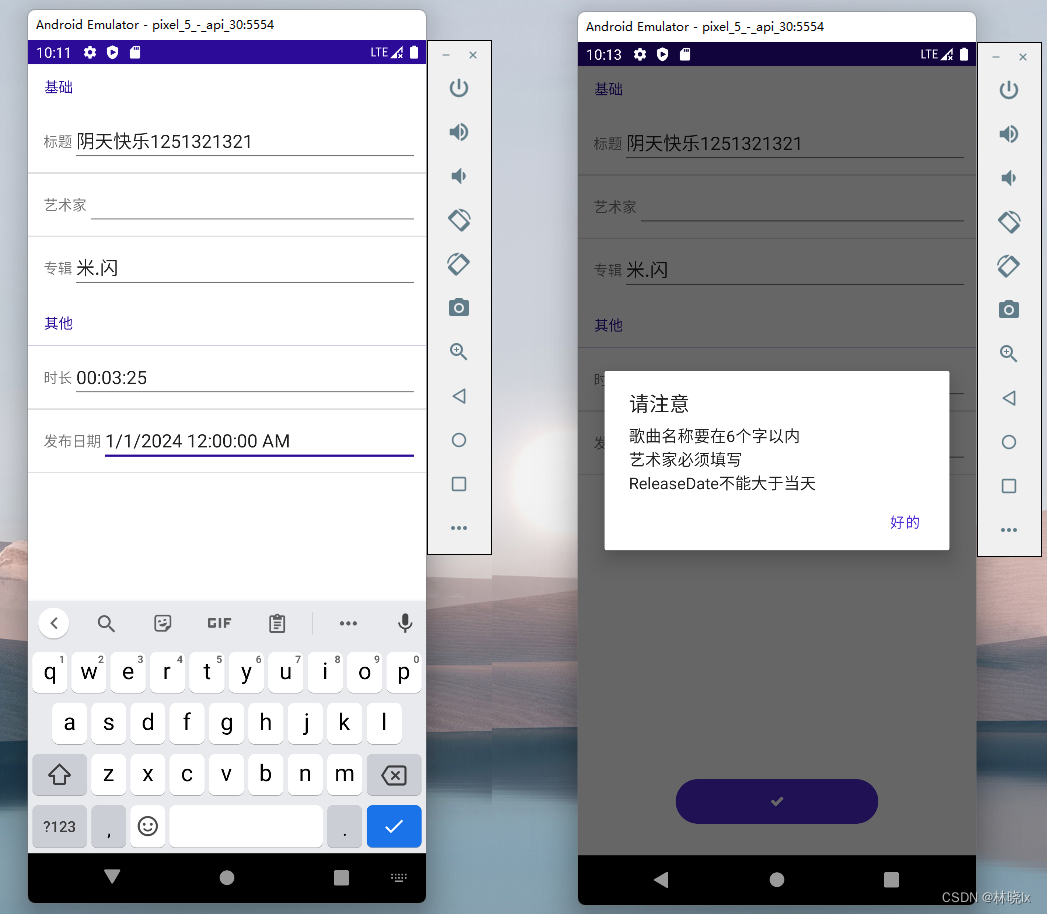 Android Emulator - pixel_5_-_api_30:5554
10:11 LTE
基础
标题 阴天快乐1251321321
艺术家
专辑 米.闪
其他
时长 00:03:25
发布日期 1/1/2024 12:00:00 AM
GIF
q1 w2 e3 r4 t5 y6 u7 i8 o9 p0
a s d f g h j k l
z x c v b n m
?123 , .
Android Emulator - pixel_5_-_api_30:5554
10:13 LTE
基础
标题 阴天快乐1251321321
艺术家
专辑 米.闪
其他
时
发
请注意
歌曲名称要在6个字以内
艺术家必须填写
ReleaseDate不能大于当天
好的
CSDN @林晓lx